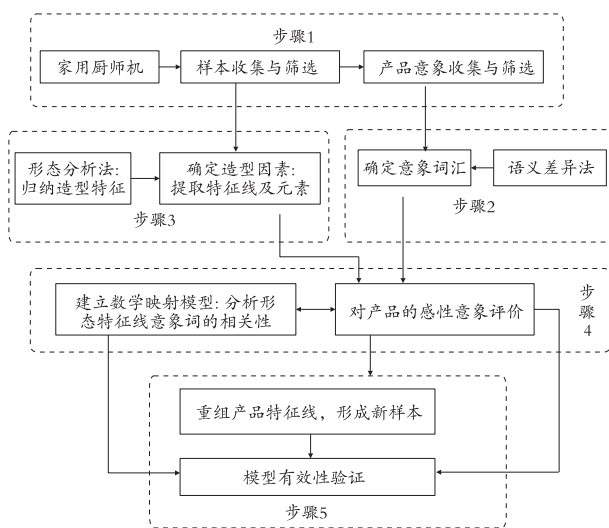 步骤1
家用厨师机
样本收集与筛选
产品意象收集与筛选
形态分析法:
归纳造型特征
确定造型因素:
提取特征线及元素
步骤3
确定意象词汇
语义差异法
步骤2
建立数学映射模型: 分析形
态特征线意象词的相关性
对产品的感性意象评价
步
骤
4
重组产品特征线，形成新样本
模型有效性验证
步骤5